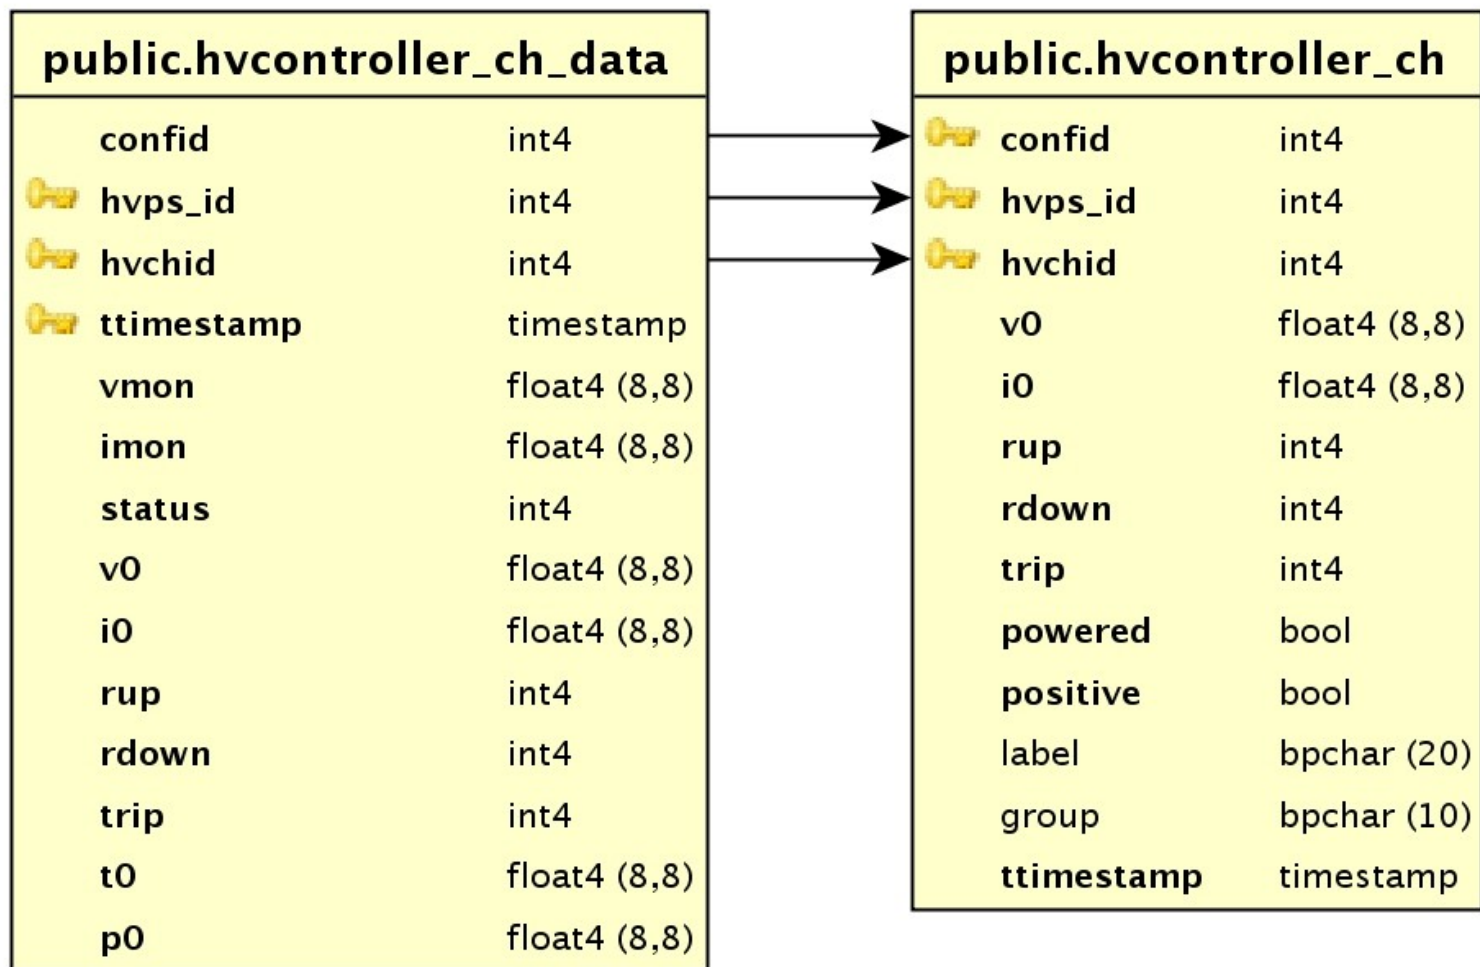 public.hvcontroller_ch_data
confid int4
hvps_id int4
hvchid int4
ttimestamp timestamp
vmon float4 (8,8)
imon float4 (8,8)
status int4
v0 float4 (8,8)
i0 float4 (8,8)
rup int4
rdown int4
trip int4
t0 float4 (8,8)
p0 float4 (8,8)
public.hvcontroller_ch
confid int4
hvps_id int4
hvchid int4
v0 float4 (8,8)
i0 float4 (8,8)
rup int4
rdown int4
trip int4
powered bool
positive bool
label bpchar (20)
group bpchar (10)
ttimestamp timestamp